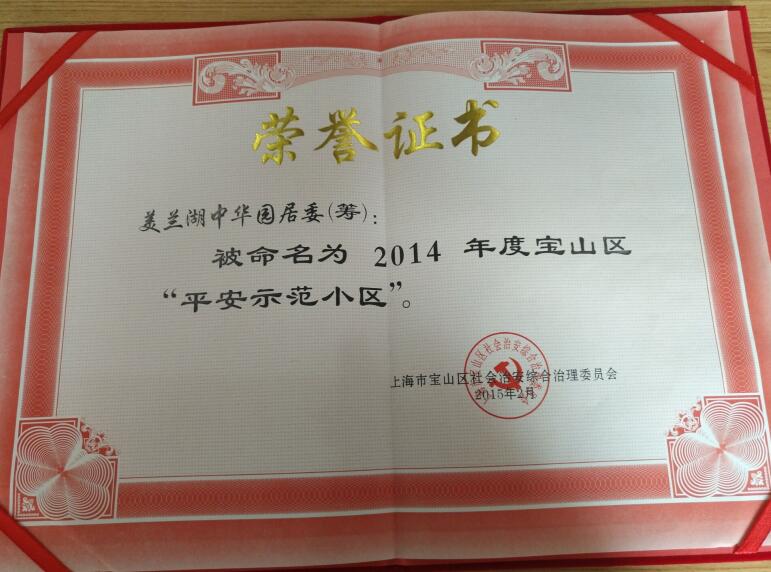 荣誉证书
美兰湖中华园居委(筹):
被命名为 2014 年度宝山区
“平安示范小区”。
上海市宝山区社会治安综合治理委员会
2015年2月